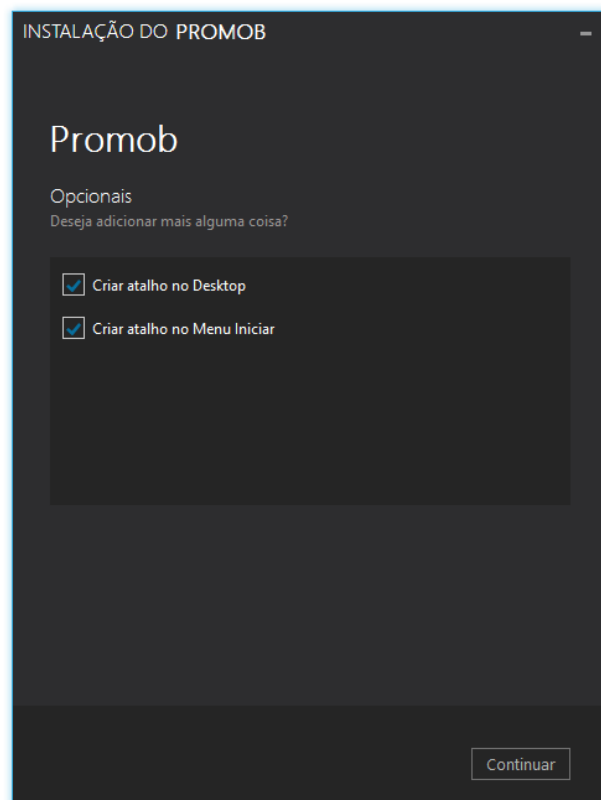 INSTALAÇÃO DO PROMOB
Promob
Opcionais
Deseja adicionar mais alguma coisa?
Criar atalho no Desktop
Criar atalho no Menu Iniciar
Continuar